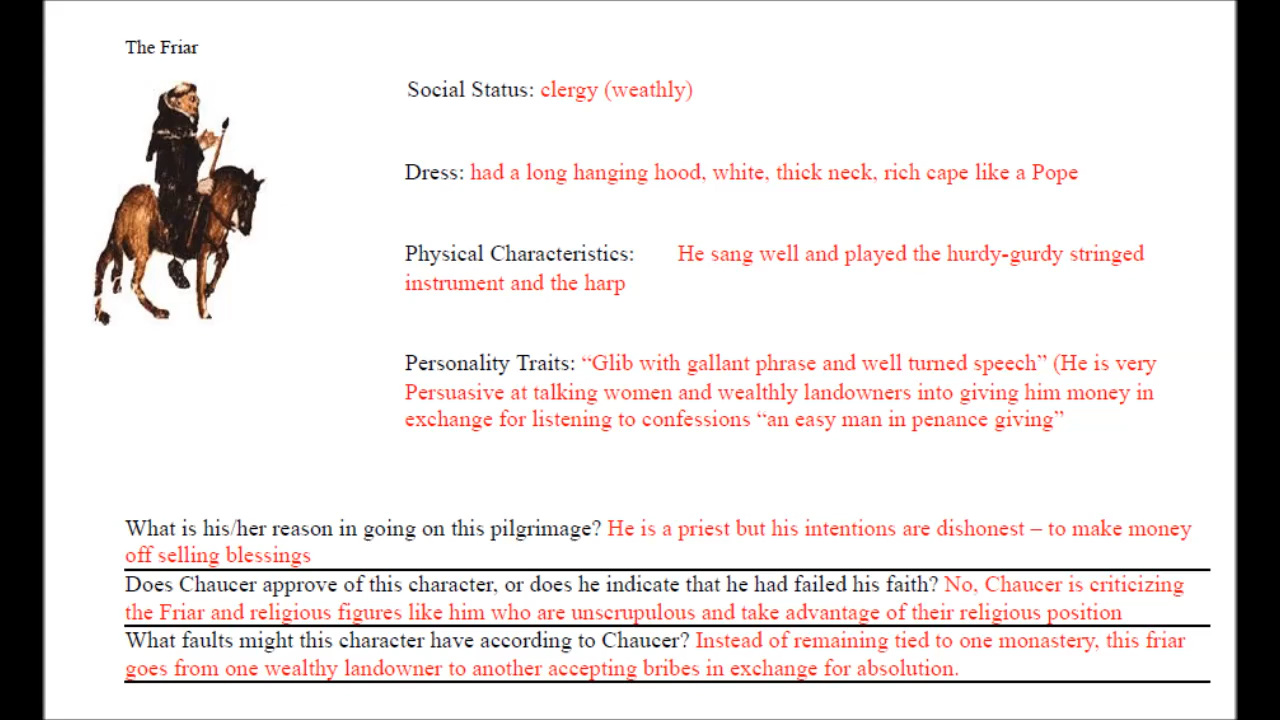 The Friar
Social Status: clergy (weathly)
Dress: had a long hanging hood, white, thick neck, rich cape like a Pope
Physical Characteristics: He sang well and played the hurdy-gurdy stringed
instrument and the harp
Personality Traits: “Glib with gallant phrase and well turned speech” (He is very
Persuasive at talking women and wealthly landowners into giving him money in
exchange for listening to confessions “an easy man in penance giving”
What is his/her reason in going on this pilgrimage? He is a priest but his intentions are dishonest – to make money
off selling blessings
Does Chaucer approve of this character, or does he indicate that he had failed his faith? No, Chaucer is criticizing
the Friar and religious figures like him who are unscrupulous and take advantage of their religious position
What faults might this character have according to Chaucer? Instead of remaining tied to one monastery, this friar
goes from one wealthy landowner to another accepting bribes in exchange for absolution.